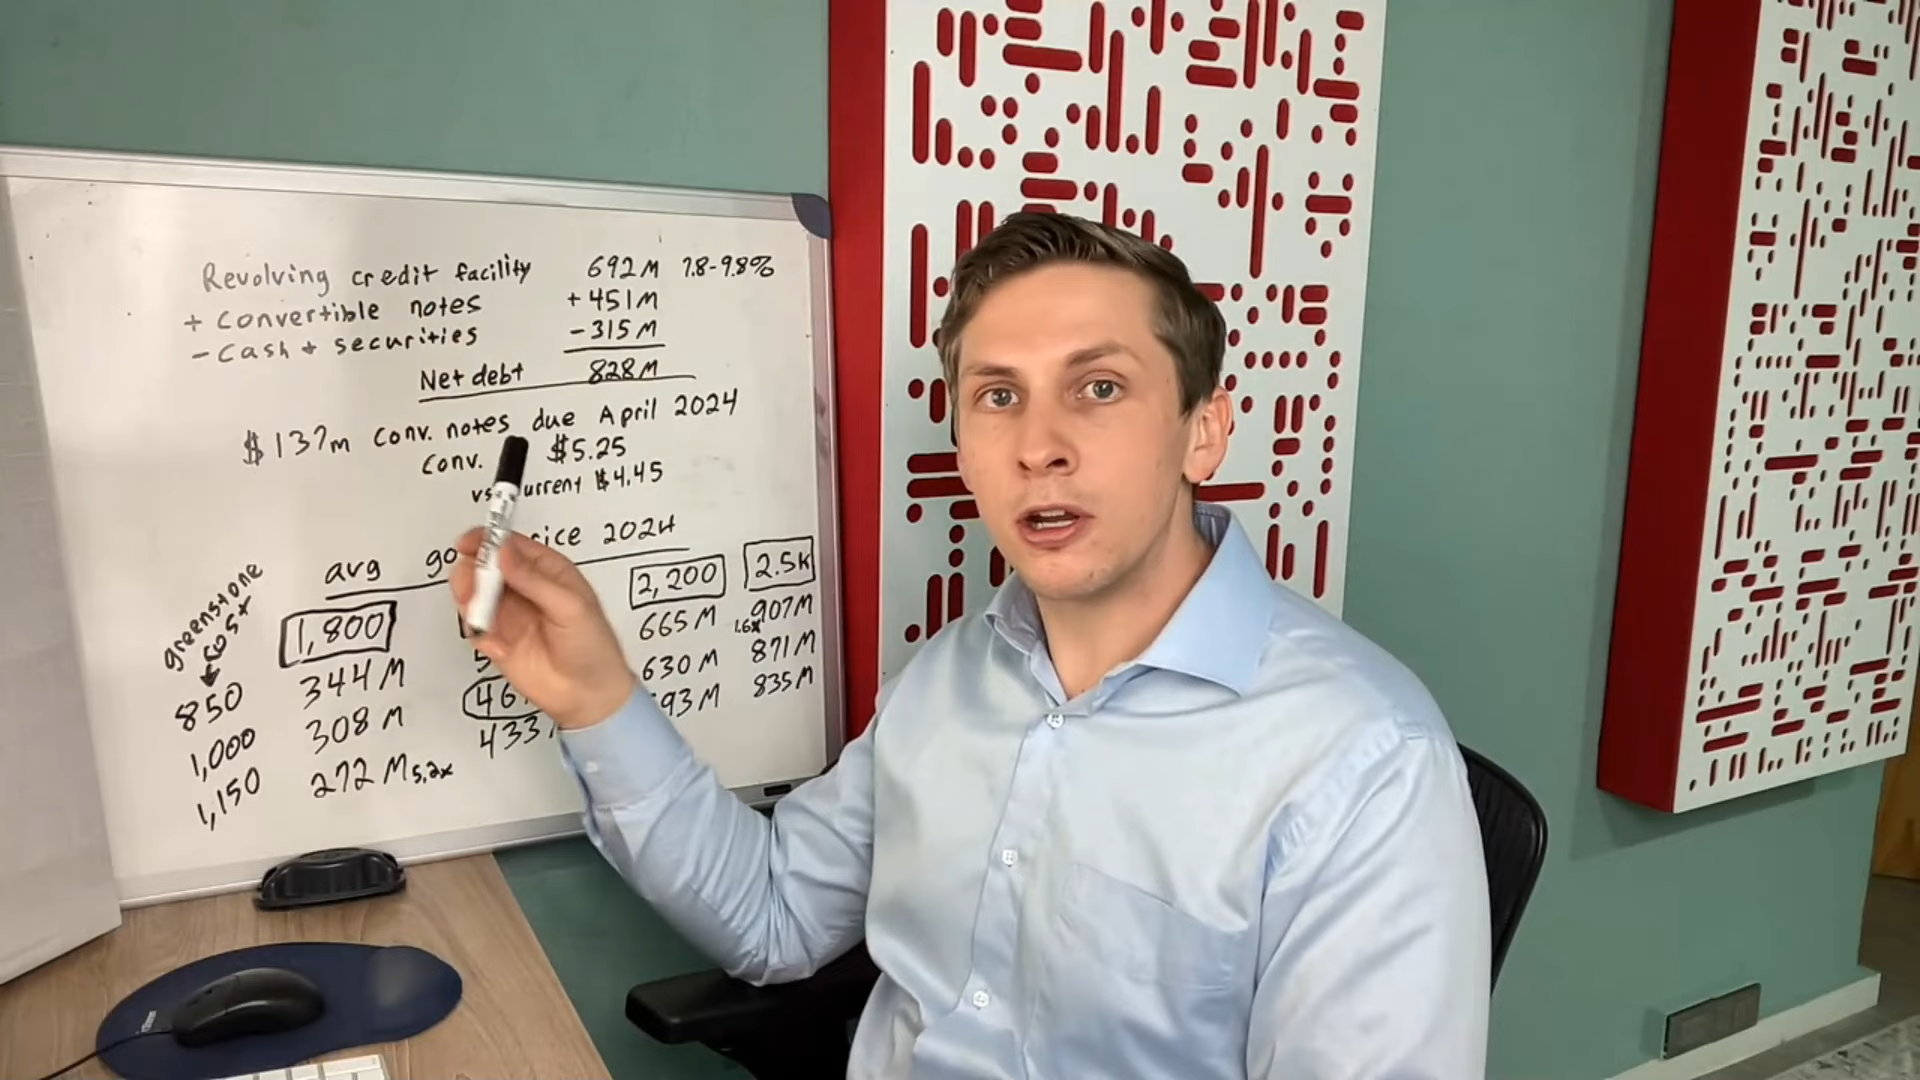 Revolving credit facility 692M 7.8-9.8%
+ Convertible notes + 451M
- Cash + securities - 315M
Net debt 828M
$137m Conv. notes due April 2024
Conv. $5.25
vs current $4.45
avg 2024
greenstone cost
1,800 2,200 2.5k
850 344M 665M 1.6x 907M
1,000 308M 630M 871M
1,150 272M 5.2x 433 93M 835M